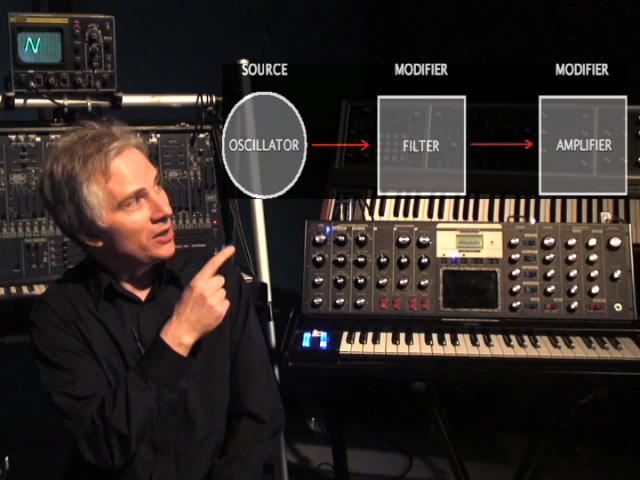 SOURCE MODIFIER MODIFIER
OSCILLATOR FILTER AMPLIFIER